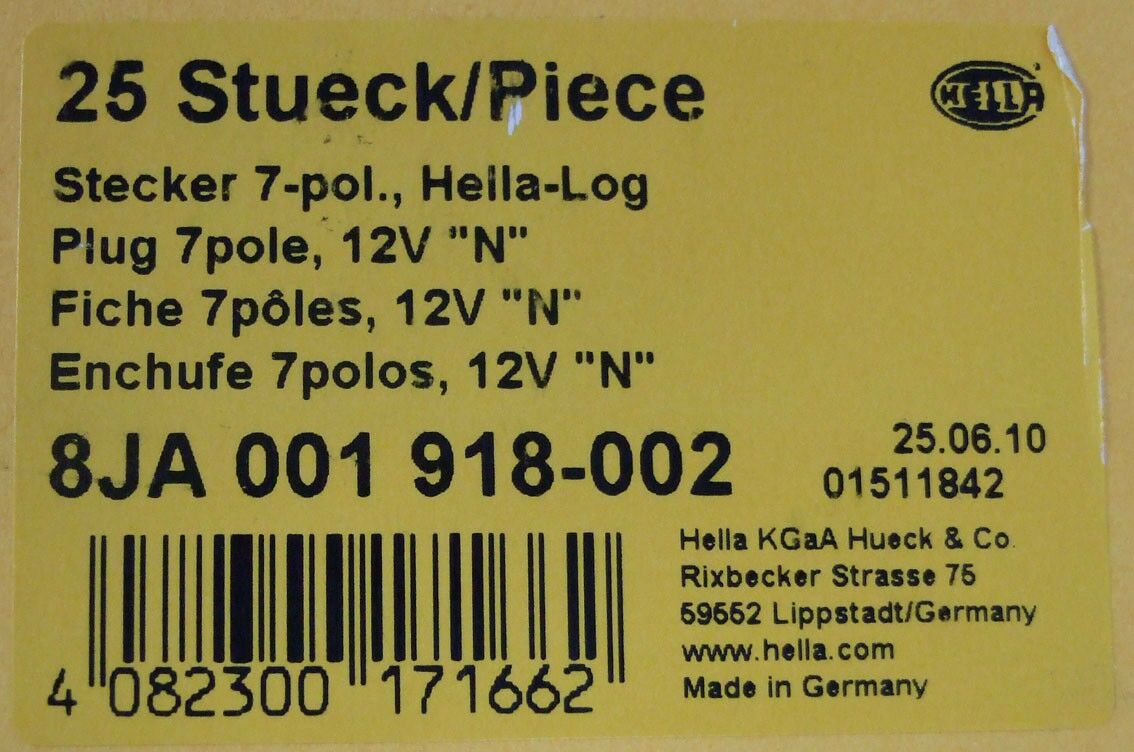 25 Stueck/Piece
HELLA
Stecker 7-pol., Hella-Log
Plug 7pole, 12V "N"
Fiche 7pôles, 12V "N"
Enchufe 7polos, 12V "N"
8JA 001 918-002
25.06.10
01511842
Hella KGaA Hueck & Co.
Rixbecker Strasse 75
59552 Lippstadt/Germany
www.hella.com
Made in Germany
4 082300 171662